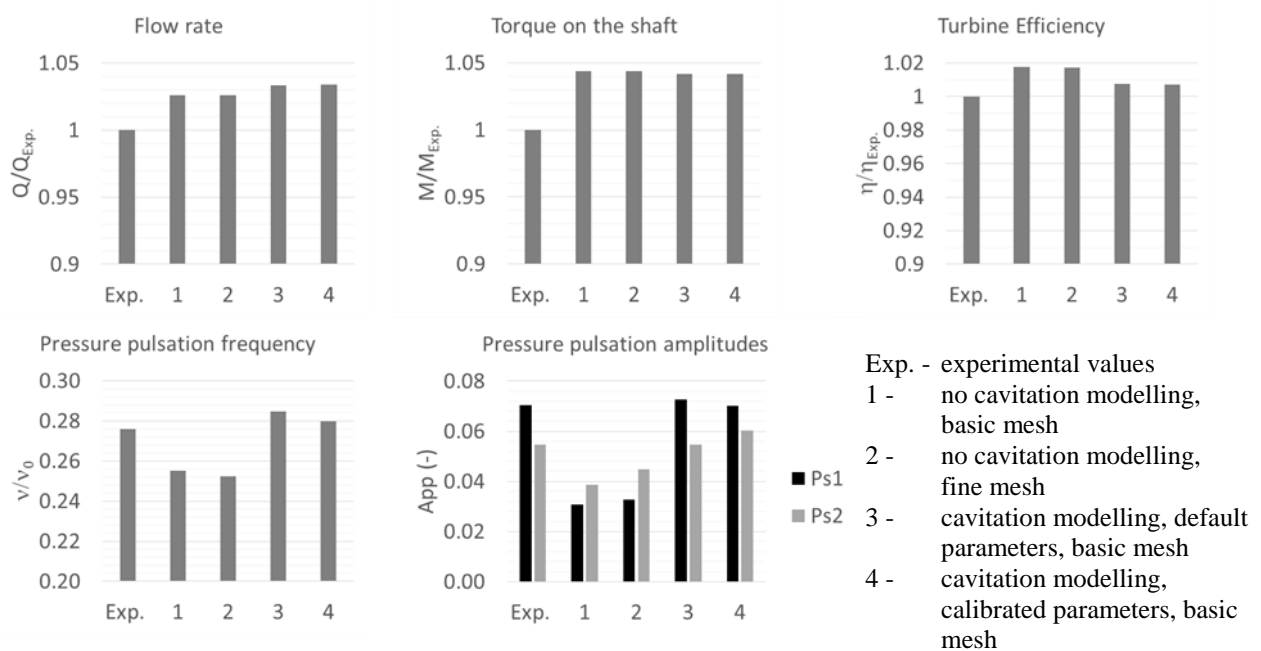 Flow rate
1.05
1
0.95
0.9
Q/Q_Exp.
Exp. 1 2 3 4
Torque on the shaft
1.05
1
0.95
0.9
M/M_Exp.
Exp. 1 2 3 4
Turbine Efficiency
1.02
1
0.98
0.96
0.94
0.92
0.9
η/η_Exp.
Exp. 1 2 3 4
Pressure pulsation frequency
0.30
0.28
0.26
0.24
0.22
0.20
ν/ν₀
Exp. 1 2 3 4
Pressure pulsation amplitudes
0.08
0.06
0.04
0.02
0.00
App (-)
Exp. 1 2 3 4
Ps1
Ps2
Exp. - experimental values
1 - no cavitation modelling,
basic mesh
2 - no cavitation modelling,
fine mesh
3 - cavitation modelling, default
parameters, basic mesh
4 - cavitation modelling,
calibrated parameters, basic
mesh